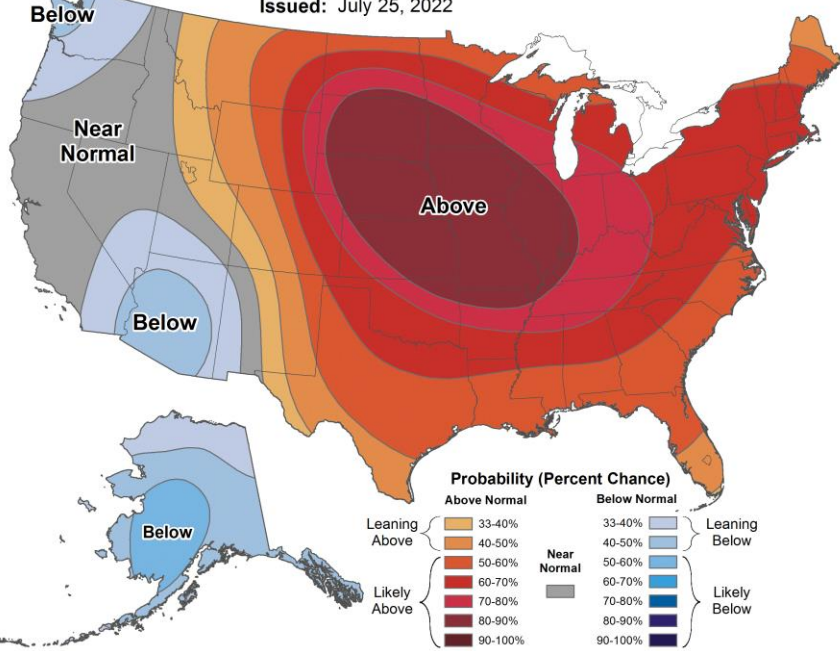 Issued: July 25, 2022
Below
Near
Normal
Above
Below
Below
Probability (Percent Chance)
Above Normal
Below Normal
Leaning
Above
33-40%
40-50%
Likely
Above
50-60%
60-70%
70-80%
80-90%
90-100%
Near
Normal
33-40%
40-50%
Leaning
Below
50-60%
60-70%
70-80%
80-90%
90-100%
Likely
Below